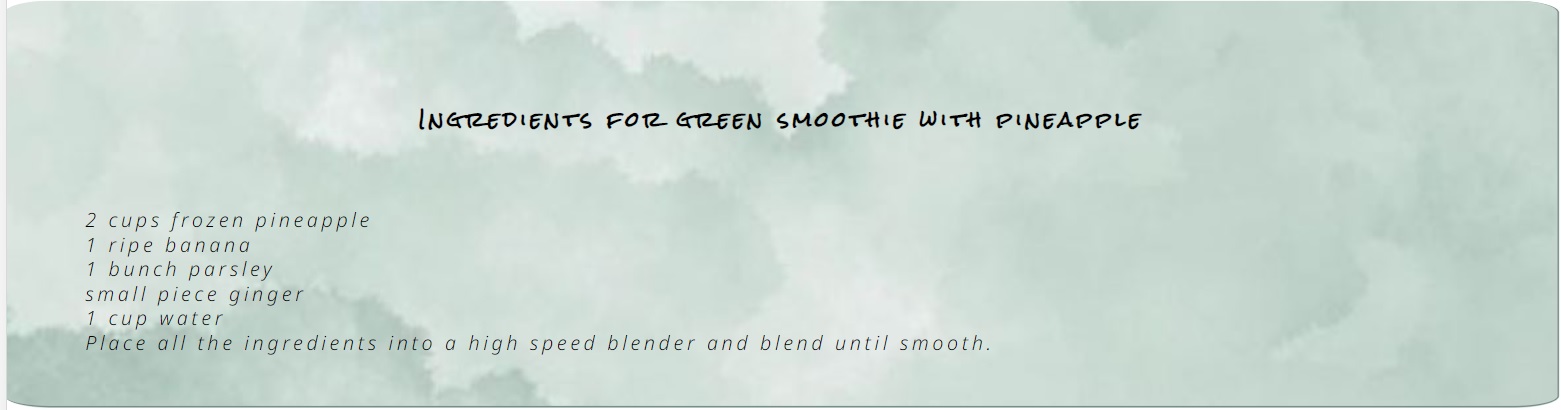 Ingredients for green smoothie with pineapple
2 cups frozen pineapple
1 ripe banana
1 bunch parsley
small piece ginger
1 cup water
Place all the ingredients into a high speed blender and blend until smooth.